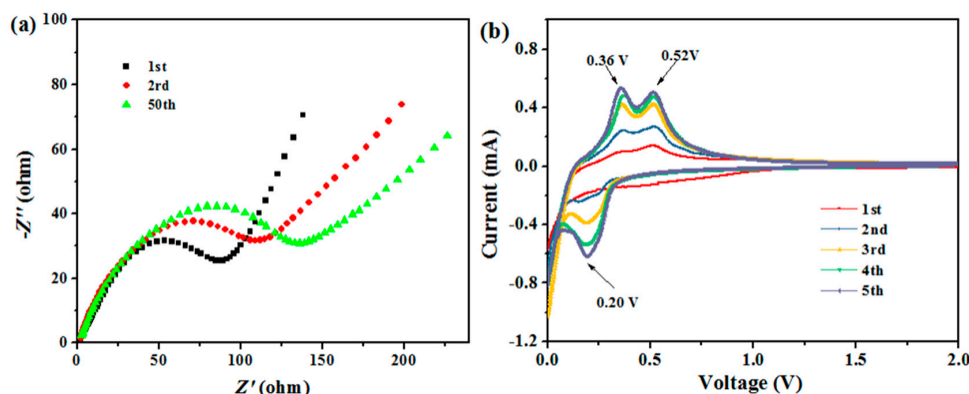 (a)
100
80
60
40
20
0
-Z'' (ohm)
1st
2rd
50th
0 50 100 150 200
Z' (ohm)
(b)
0.8
0.4
0.0
-0.4
-0.8
-1.2
Current (mA)
0.36 V
0.52V
0.20 V
1st
2nd
3rd
4th
5th
0.0 0.5 1.0 1.5 2.0
Voltage (V)